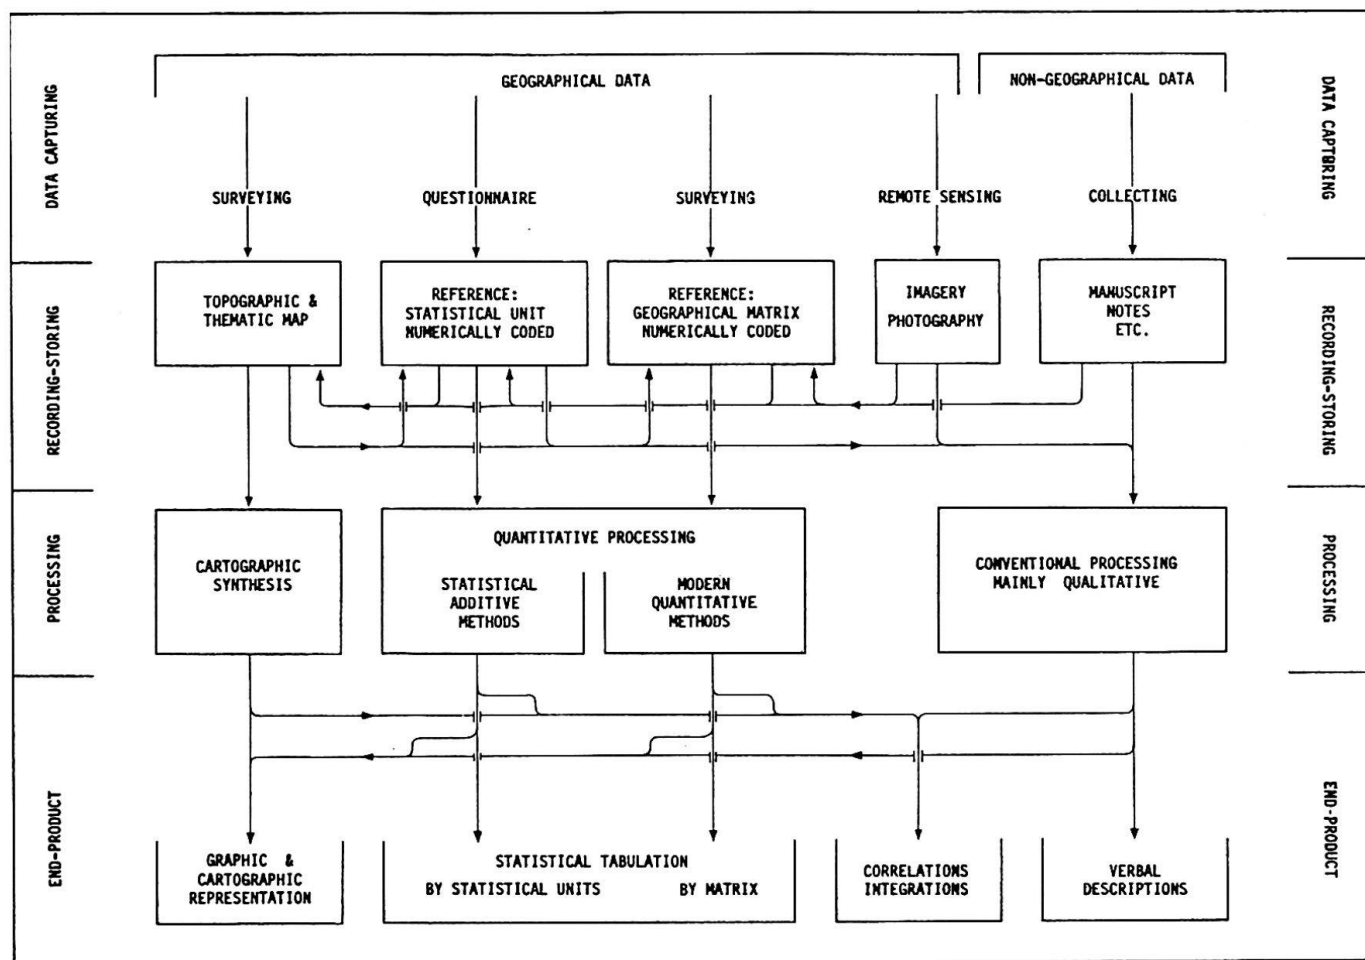 GEOGRAPHICAL DATA
NON-GEOGRAPHICAL DATA
DATA CAPTURING
DATA CAPTBRING
SURVEYING
QUESTIONNAIRE
SURVEYING
REMOTE SENSING
COLLECTING
RECORDING-STORING
RECORDING-STORING
TOPOGRAPHIC &
THEMATIC MAP
REFERENCE:
STATISTICAL UNIT
NUMERICALLY CODED
REFERENCE:
GEOGRAPHICAL MATRIX
NUMERICALLY CODED
IMAGERY
PHOTOGRAPHY
MANUSCRIPT
NOTES
ETC.
PROCESSING
PROCESSING
CARTOGRAPHIC
SYNTHESIS
QUANTITATIVE PROCESSING
STATISTICAL
ADDITIVE
METHODS
MODERN
QUANTITATIVE
METHODS
CONVENTIONAL PROCESSING
MAINLY QUALITATIVE
END-PRODUCT
END-PRODUCT
GRAPHIC &
CARTOGRAPHIC
REPRESENTATION
STATISTICAL TABULATION
BY STATISTICAL UNITS
BY MATRIX
CORRELATIONS
INTEGRATIONS
VERBAL
DESCRIPTIONS